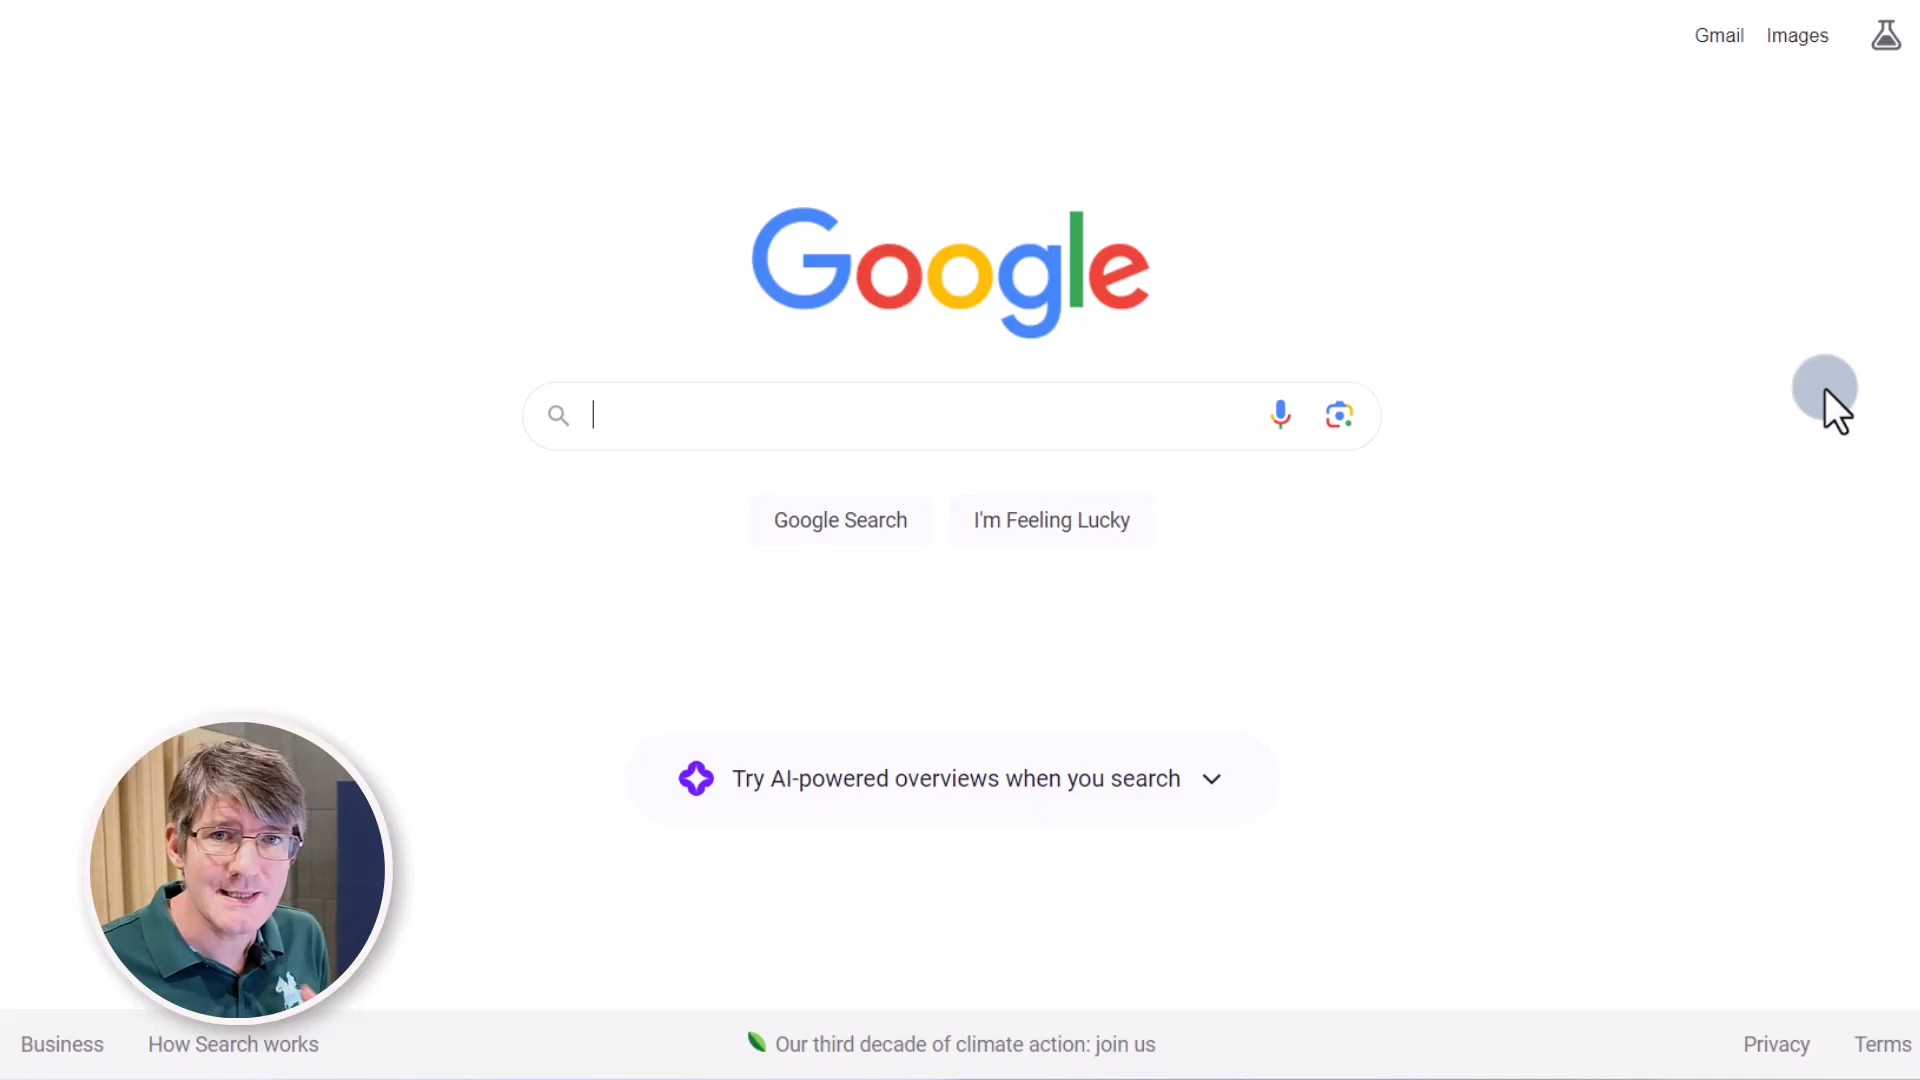 Gmail Images
Google
Google Search I'm Feeling Lucky
Try AI-powered overviews when you search
Business How Search works Our third decade of climate action: join us Privacy Terms